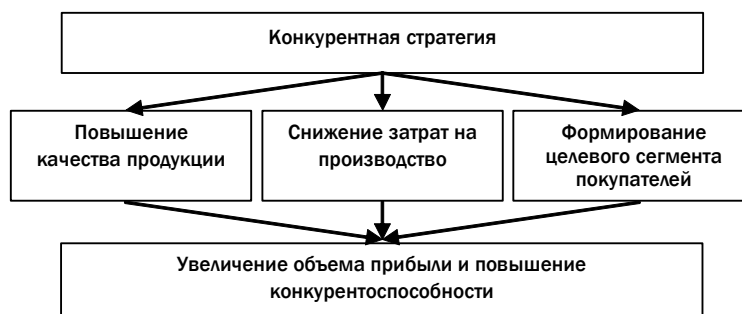 Конкурентная стратегия
Повышение
качества продукции
Снижение затрат на
производство
Формирование
целевого сегмента
покупателей
Увеличение объема прибыли и повышение
конкурентоспособности